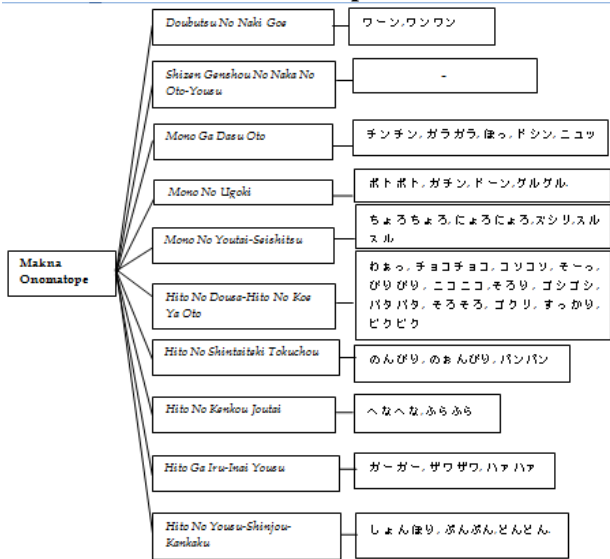 Makna
Onomatope
Doubutsu No Naki Goe
ワーン,ワンワン
Shizen Genshou No Naka No
Oto-Yousu
-
Mono Ga Dasu Oto
チンチン, ガラガラ, ほっ, ドシン, ニュッ
Mono No Ugoki
ポトポト, ガチン, ドーン,グルグル.
Mono No Youtai-Seishitsu
ちょろちょろ, にょろにょろ,ズシリ,スル
スル
Hito No Dousa-Hito No Koe
Ya Oto
わぁっ, チョコチョコ, コソコソ, そーっ,
びりびり, ニコニコ, そろり, ゴシゴシ,
パタパタ, そろそろ, ゴクリ, すっかり,
ピクピク
Hito No Shintaiteki Tokuchou
のんびり, のぉんびり, パンパン
Hito No Kenkou Joutai
へなへな,ふらふら
Hito Ga Iru-Inai Yousu
ガーガー, ザワザワ, ハァハァ
Hito No Yousu-Shinjou-
Kankaku
しょんぼり, ぷんぷん,どんどん.